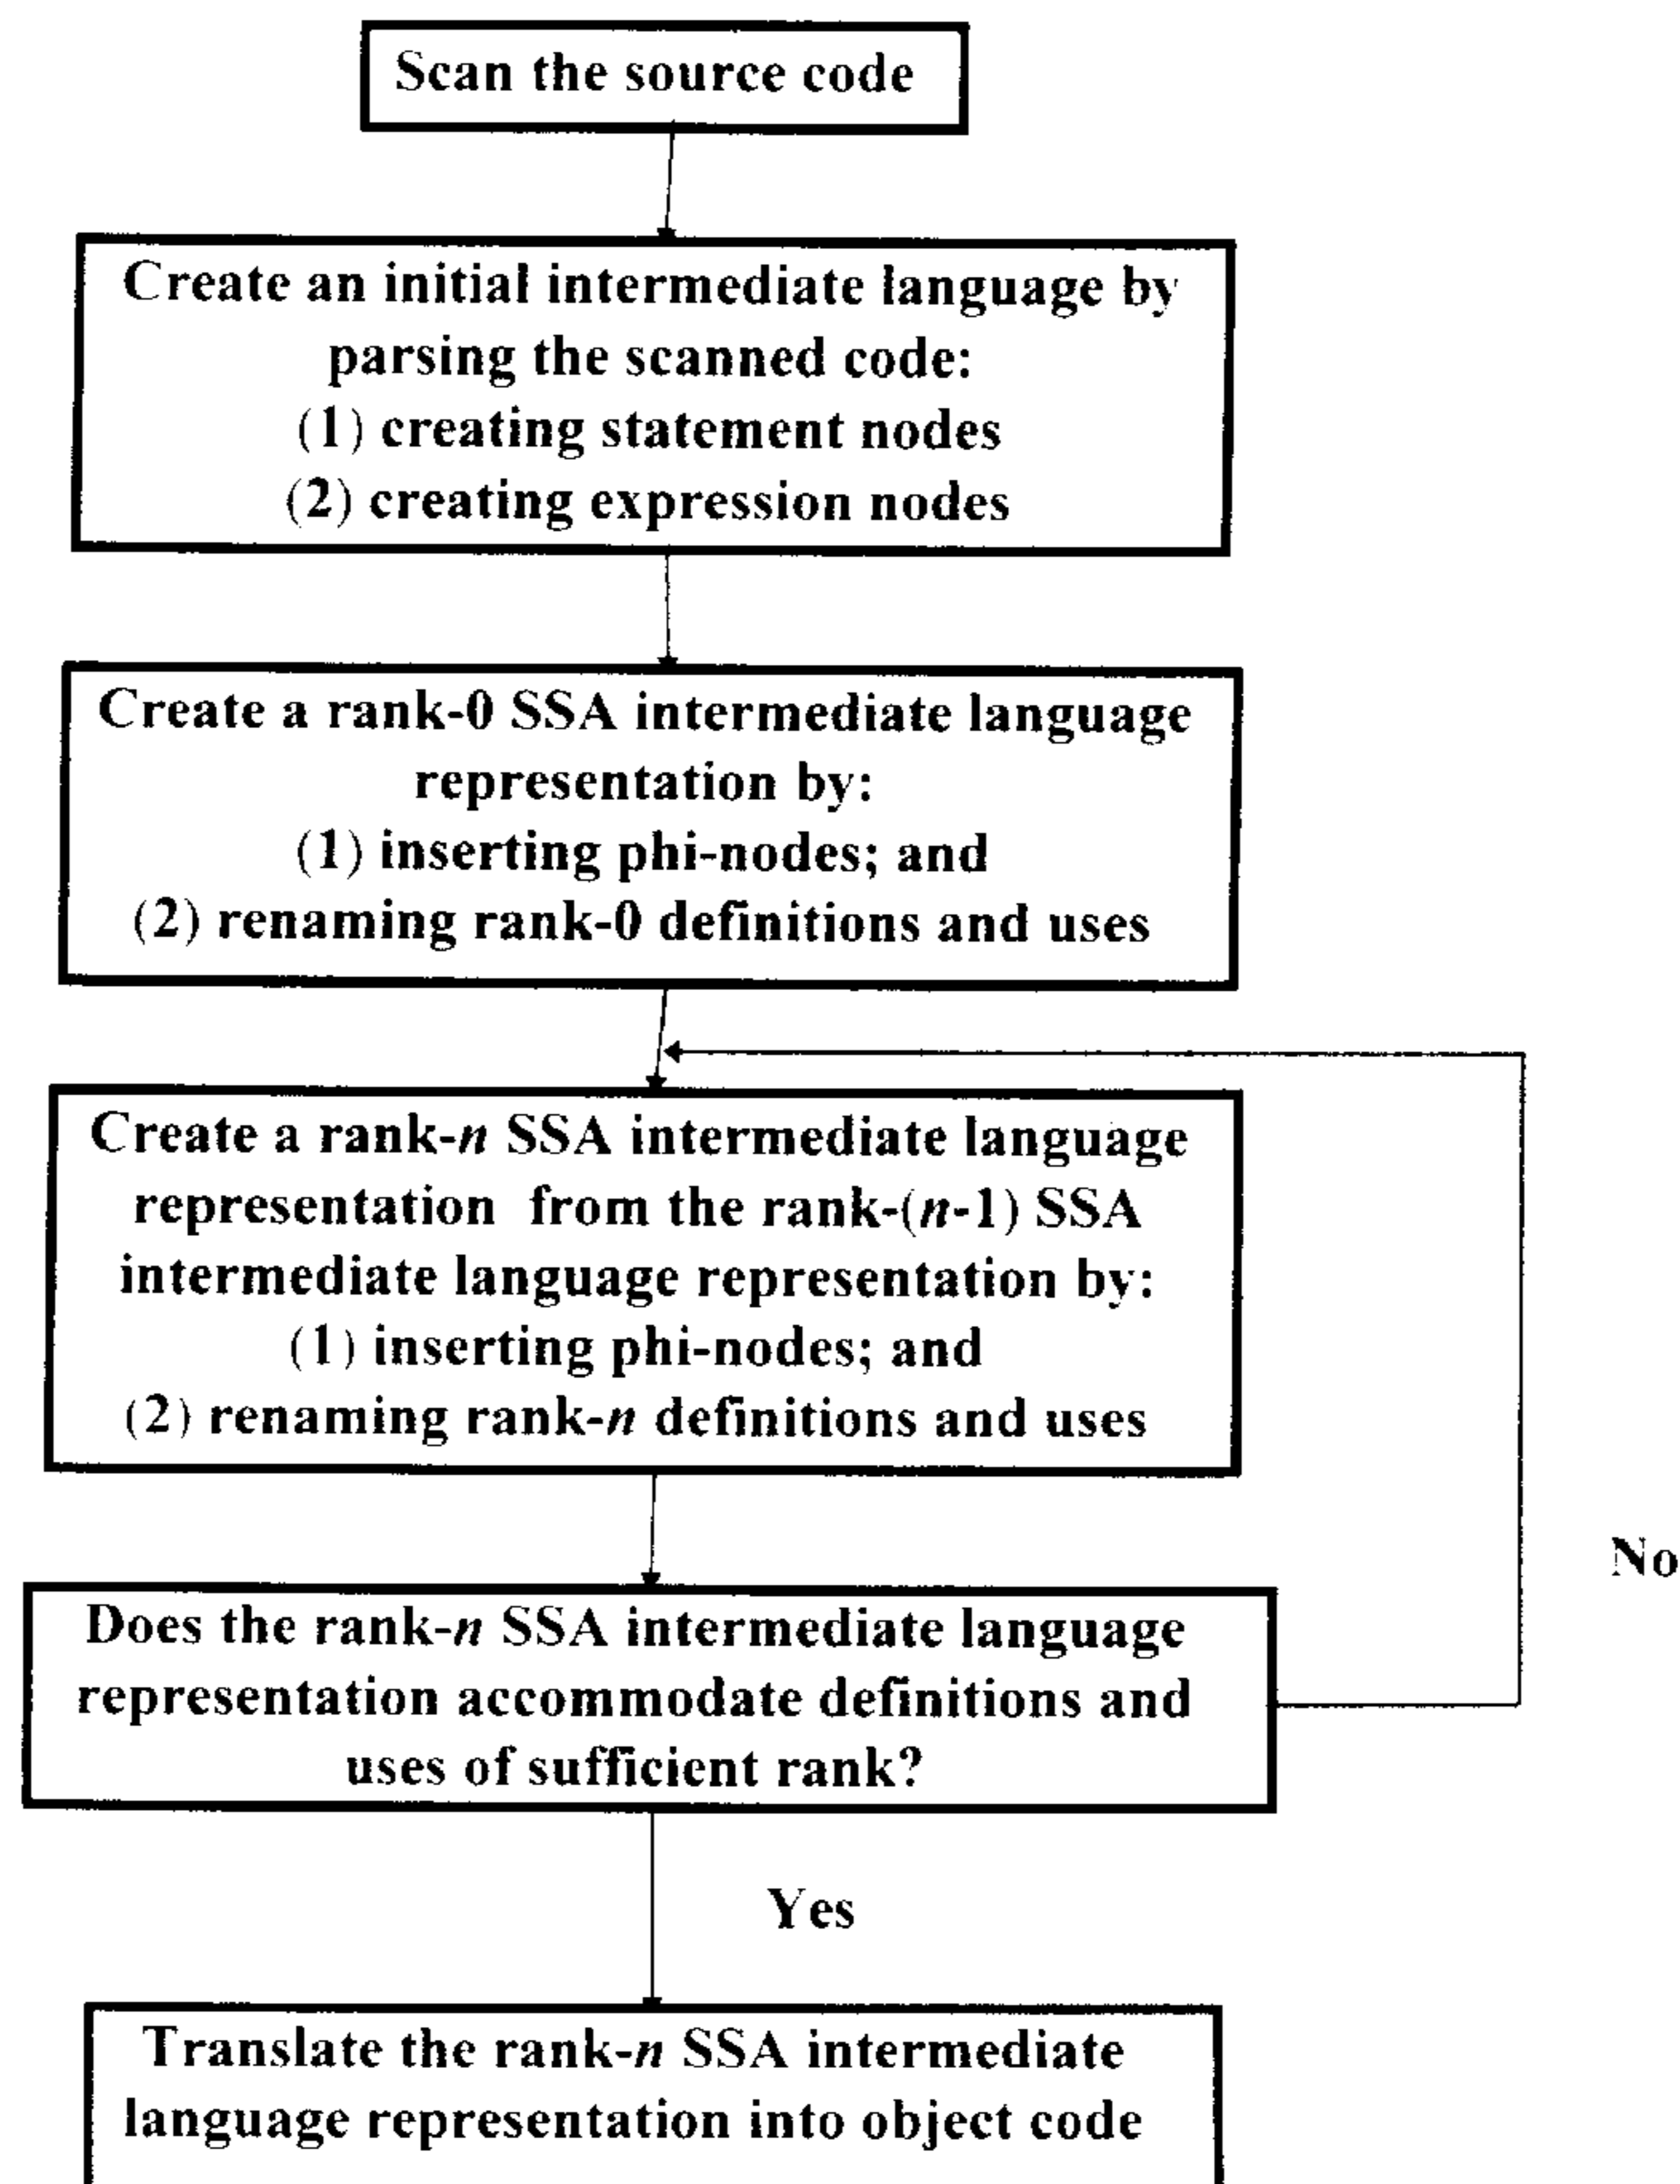 Scan the source code
Create an initial intermediate language by
parsing the scanned code:
(1) creating statement nodes
(2) creating expression nodes
Create a rank-0 SSA intermediate language
representation by:
(1) inserting phi-nodes; and
(2) renaming rank-0 definitions and uses
Create a rank-n SSA intermediate language
representation from the rank-(n-1) SSA
intermediate language representation by:
(1) inserting phi-nodes; and
(2) renaming rank-n definitions and uses
No
Does the rank-n SSA intermediate language
representation accommodate definitions and
uses of sufficient rank?
Yes
Translate the rank-n SSA intermediate
language representation into object code